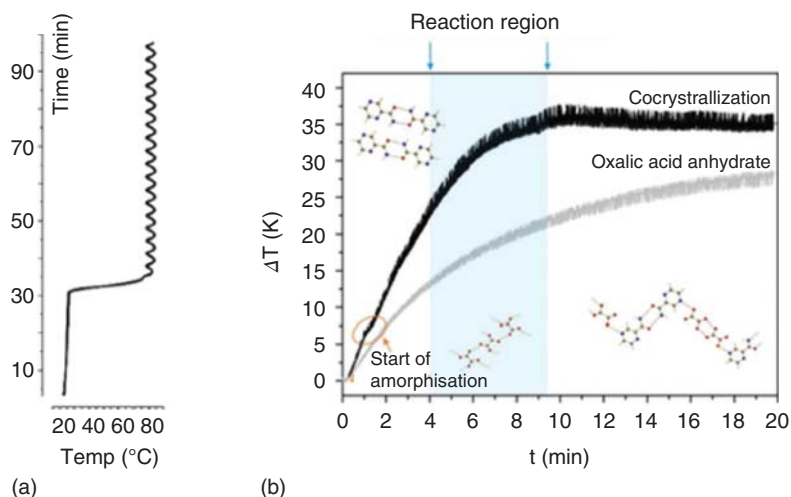 (a)
Time (min)
90
70
50
30
10
20 40 60 80
Temp (°C)
(b)
Reaction region
ΔT (K)
40
35
30
25
20
15
10
5
0
Cocrystallization
Oxalic acid anhydrate
Start of
amorphisation
0 2 4 6 8 10 12 14 16 18 20
t (min)